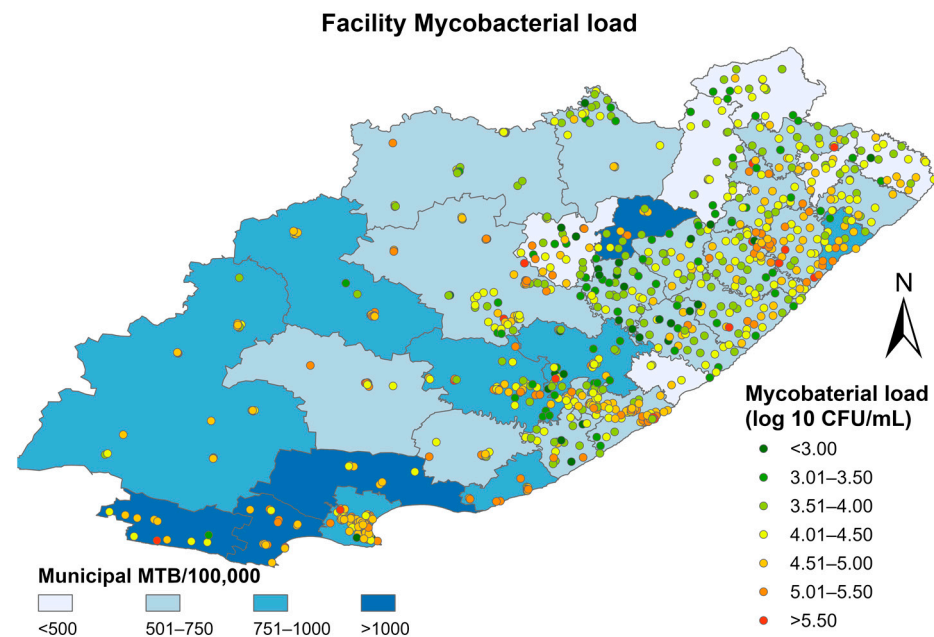 Facility Mycobacterial load
N
Mycobaterial load
(log 10 CFU/mL)
<3.00
3.01–3.50
3.51–4.00
4.01–4.50
4.51–5.00
5.01–5.50
>5.50
Municipal MTB/100,000
<500 501–750 751–1000 >1000